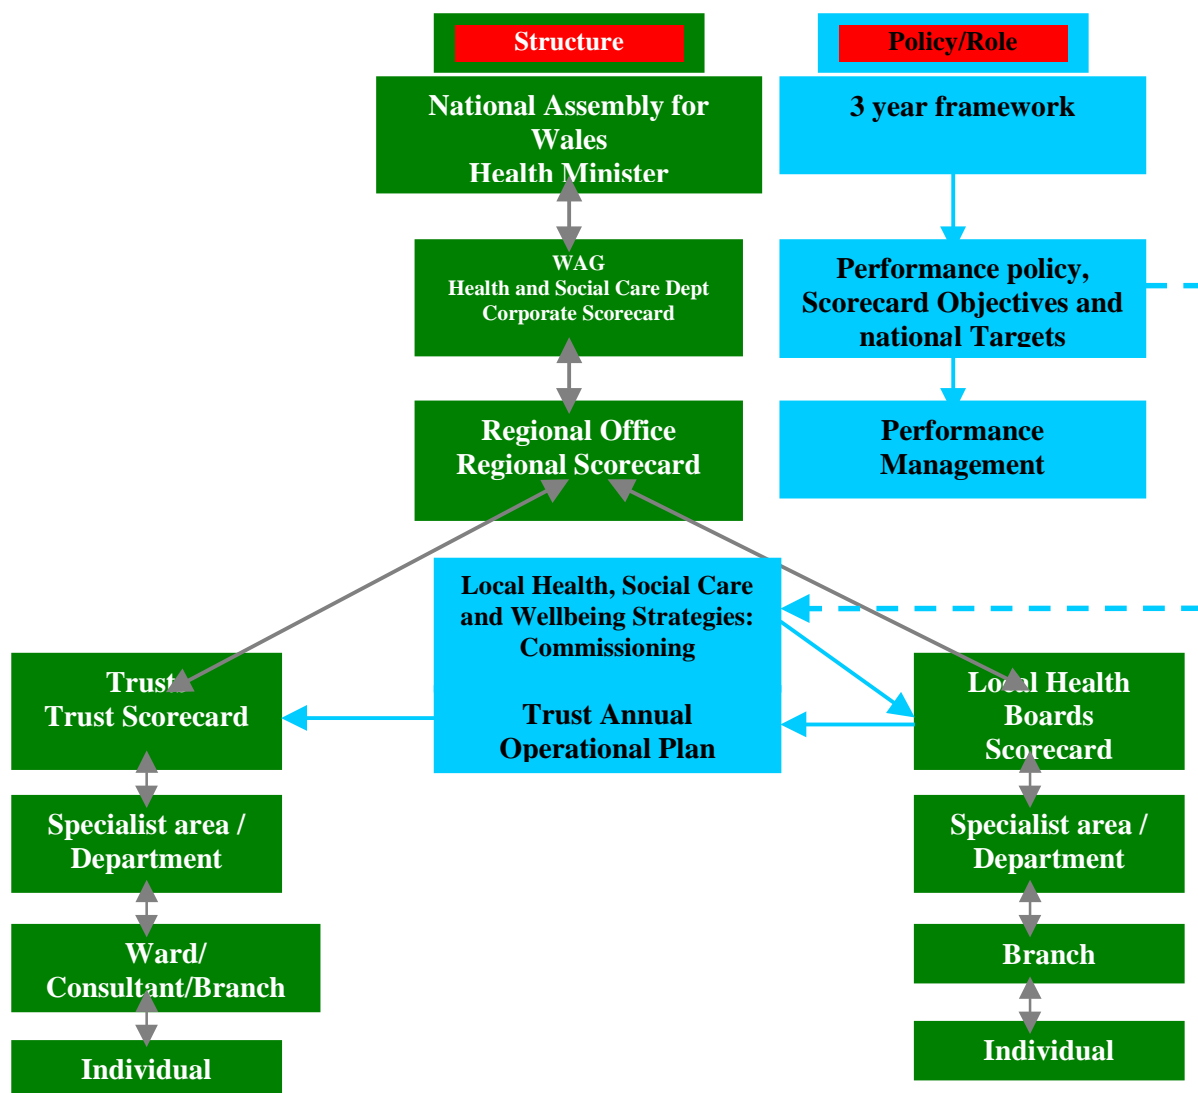 Structure
Policy/Role
National Assembly for
Wales
Health Minister
3 year framework
WAG
Health and Social Care Dept
Corporate Scorecard
Performance policy,
Scorecard Objectives and
national Targets
Regional Office
Regional Scorecard
Performance
Management
Local Health, Social Care
and Wellbeing Strategies:
Commissioning
Trust Annual
Operational Plan
Trusts
Trust Scorecard
Local Health
Boards
Scorecard
Specialist area /
Department
Specialist area /
Department
Ward/
Consultant/Branch
Branch
Individual
Individual